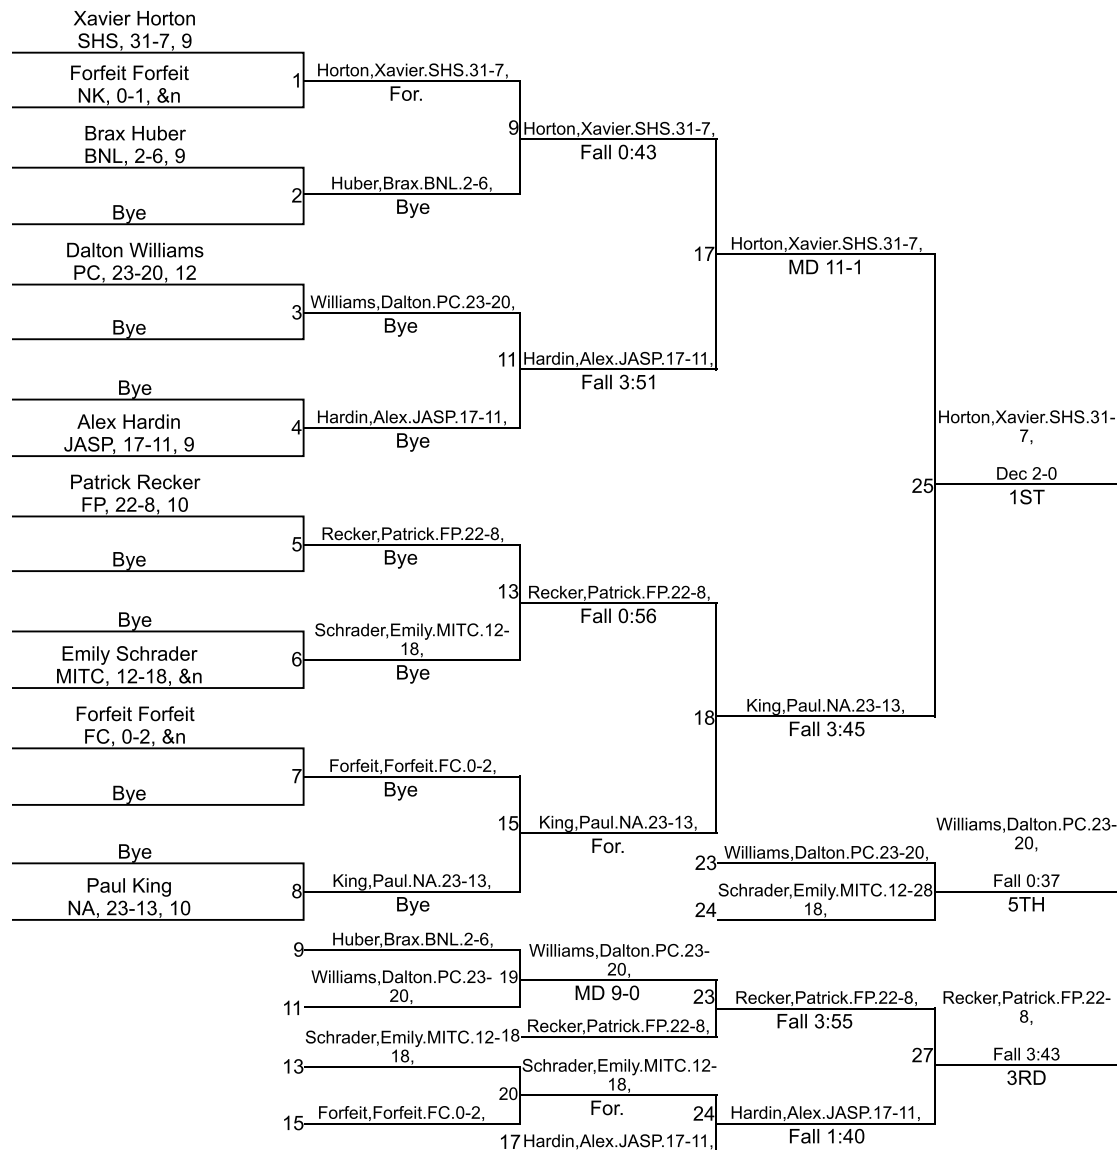 Xavier Horton
SHS, 31-7, 9
Forfeit Forfeit
NK, 0-1, &n
1
Horton,Xavier.SHS.31-7,
For.
Brax Huber
BNL, 2-6, 9
Bye
2
Huber,Brax.BNL.2-6,
Bye
9
Horton,Xavier.SHS.31-7,
Fall 0:43
Dalton Williams
PC, 23-20, 12
Bye
3
Williams,Dalton.PC.23-20,
Bye
Bye
Alex Hardin
JASP, 17-11, 9
4
Hardin,Alex.JASP.17-11,
Bye
11
Hardin,Alex.JASP.17-11,
Fall 3:51
17
Horton,Xavier.SHS.31-7,
MD 11-1
Patrick Recker
FP, 22-8, 10
Bye
5
Recker,Patrick.FP.22-8,
Bye
Bye
Emily Schrader
MITC, 12-18, &n
6
Schrader,Emily.MITC.12-
18,
Bye
13
Recker,Patrick.FP.22-8,
Fall 0:56
Forfeit Forfeit
FC, 0-2, &n
Bye
7
Forfeit,Forfeit.FC.0-2,
Bye
Bye
Paul King
NA, 23-13, 10
8
King,Paul.NA.23-13,
Bye
15
King,Paul.NA.23-13,
For.
18
King,Paul.NA.23-13,
Fall 3:45
25
Horton,Xavier.SHS.31-
7,
Dec 2-0
1ST
23
Williams,Dalton.PC.23-20,
24
Schrader,Emily.MITC.12-
18,
28
Williams,Dalton.PC.23-
20,
Fall 0:37
5TH
9
Huber,Brax.BNL.2-6,
11
Williams,Dalton.PC.23-
20,
19
Williams,Dalton.PC.23-
20,
MD 9-0
18
Recker,Patrick.FP.22-8,
23
Recker,Patrick.FP.22-8,
Fall 3:55
13
Schrader,Emily.MITC.12-
18,
15
Forfeit,Forfeit.FC.0-2,
20
Schrader,Emily.MITC.12-
18,
For.
17
Hardin,Alex.JASP.17-11,
24
Hardin,Alex.JASP.17-11,
Fall 1:40
27
Recker,Patrick.FP.22-
8,
Fall 3:43
3RD